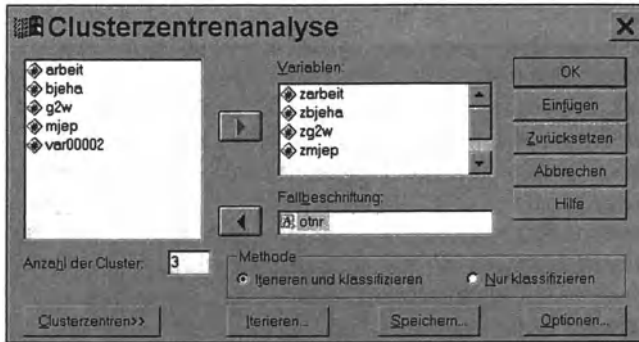 Clusterzentrenanalyse
arbeit
bjeha
g2w
mjep
var00002
Variablen:
zarbeit
zbjeha
zg2w
zmjep
Fallbeschriftung:
otnr
OK
Einfügen
Zurücksetzen
Abbrechen
Hilfe
Anzahl der Cluster:
3
Methode
Iterieren und klassifizieren
Nur klassifizieren
Clusterzentren>>
Iterieren...
Speichern...
Optionen...